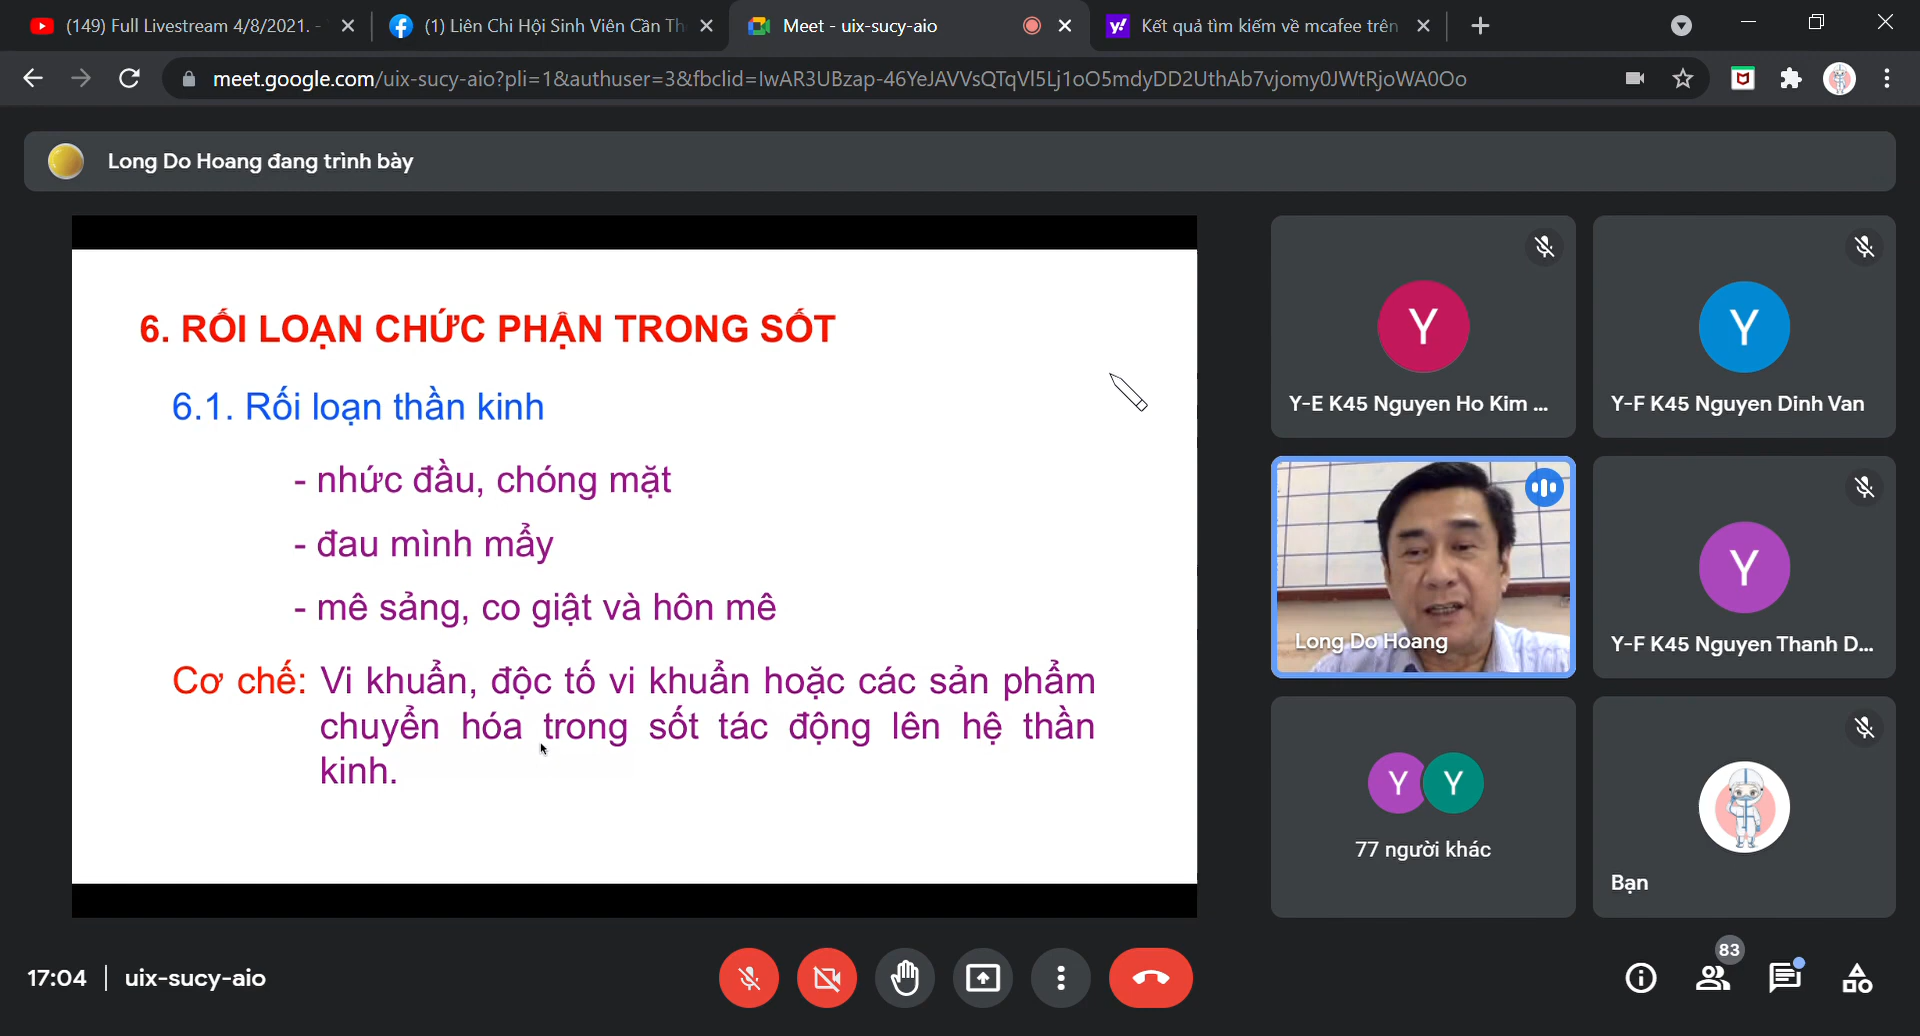 (149) Full Livestream 4/8/2021. -
(1) Liên Chi Hội Sinh Viên Cần Th
Meet - uix-sucy-aio
Kết quả tìm kiếm về mcafee trên
meet.google.com/uix-sucy-aio?pli=1&authuser=3&fbclid=IwAR3UBzap-46YeJAVVsQTqVl5Lj1oO5mdyDD2UthAb7vjomy0JWtRjoWA0Oo
Long Do Hoang đang trình bày
6. RỐI LOẠN CHỨC PHẬN TRONG SỐT
6.1. Rối loạn thần kinh
- nhức đầu, chóng mặt
- đau mình mẩy
- mê sảng, co giật và hôn mê
Cơ chế: Vi khuẩn, độc tố vi khuẩn hoặc các sản phẩm
chuyển hóa trong sốt tác động lên hệ thần
kinh.
Y
Y-E K45 Nguyen Ho Kim ...
Y
Y-F K45 Nguyen Dinh Van
Long Do Hoang
Y
Y-F K45 Nguyen Thanh D...
Y Y
77 người khác
Bạn
17:04 | uix-sucy-aio
83